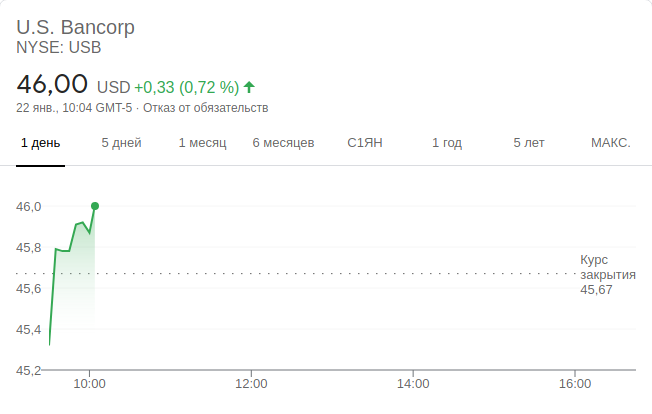 U.S. Bancorp
NYSE: USB
46,00 USD +0,33 (0,72 %)
22 янв., 10:04 GMT-5 · Отказ от обязательств
1 день 5 дней 1 месяц 6 месяцев С1ЯН 1 год 5 лет МАКС.
46,0
45,8
Курс
закрытия
45,67
45,6
45,4
45,2
10:00 12:00 14:00 16:00